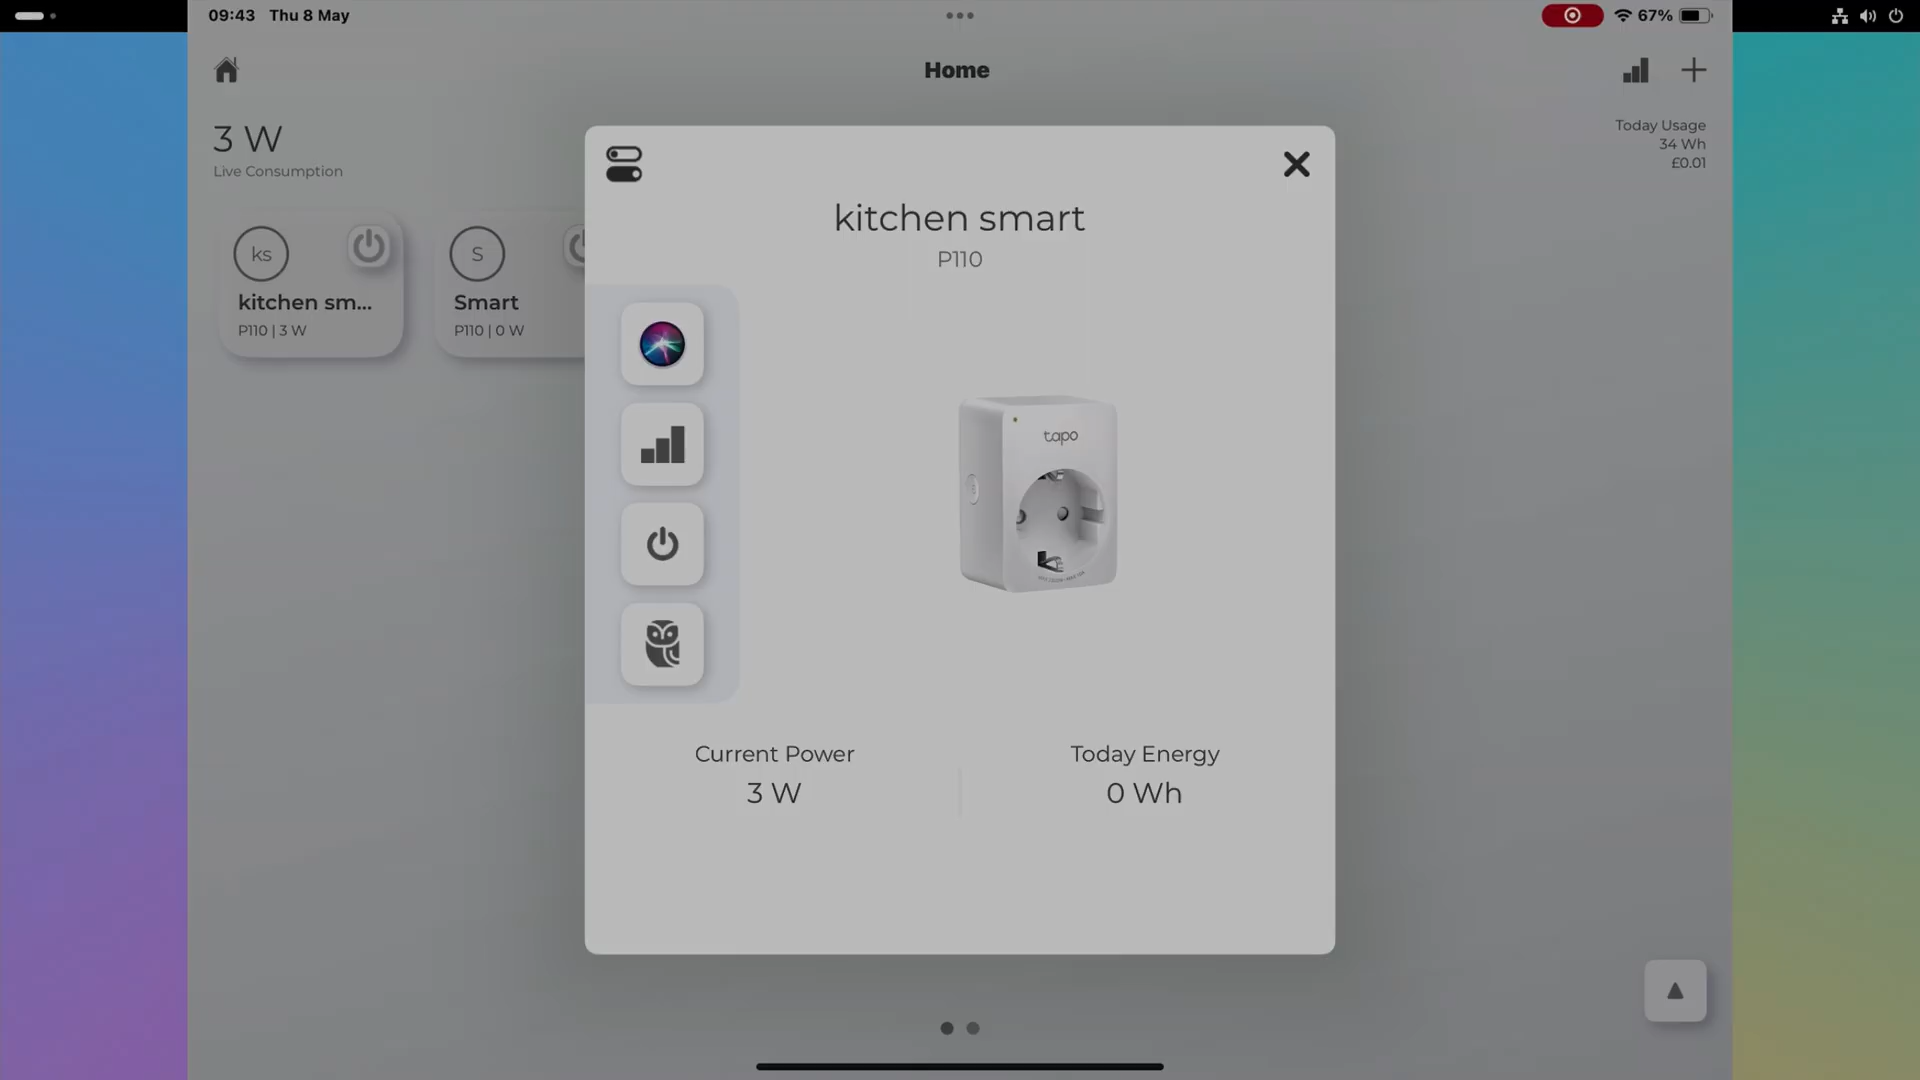 09:43 Thu 8 May
67%
Home
3 W
Live Consumption
Today Usage
34 Wh
£0.01
ks
kitchen sm...
P110 | 3 W
S
Smart
P110 | 0 W
kitchen smart
P110
tapo
Current Power
3 W
Today Energy
0 Wh